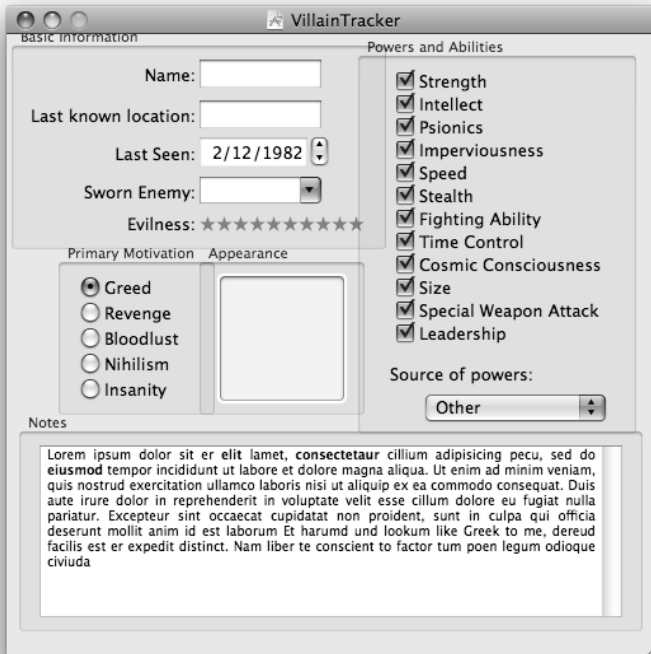 VillainTracker
Basic Information
Name:
Last known location:
Last Seen: 2/12/1982
Sworn Enemy:
Evilness: ★★★★★★★★★★
Powers and Abilities
Strength
Intellect
Psionics
Imperviousness
Speed
Stealth
Fighting Ability
Time Control
Cosmic Consciousness
Size
Special Weapon Attack
Leadership
Source of powers:
Other
Primary Motivation
Greed
Revenge
Bloodlust
Nihilism
Insanity
Appearance
Notes
Lorem ipsum dolor sit er elit lamet, consectetaur cillium adipisicing pecu, sed do
eiusmod tempor incididunt ut labore et dolore magna aliqua. Ut enim ad minim veniam,
quis nostrud exercitation ullamco laboris nisi ut aliquip ex ea commodo consequat. Duis
aute irure dolor in reprehenderit in voluptate velit esse cillum dolore eu fugiat nulla
pariatur. Excepteur sint occaecat cupidatat non proident, sunt in culpa qui officia
deserunt mollit anim id est laborum Et harumd und lookum like Greek to me, dereud
facilis est er expedit distinct. Nam liber te conscient to factor tum poen legum odioque
civiuda